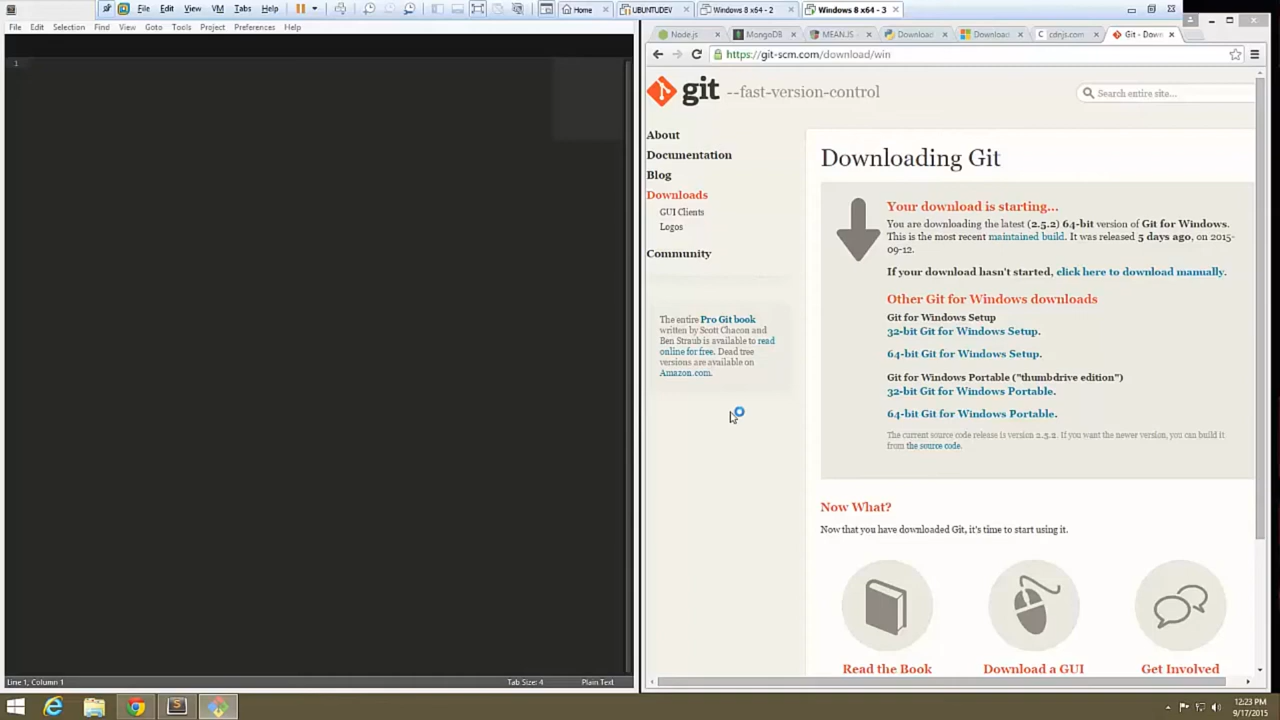 File Edit View VM Tabs Help
Home
UBUNTUDEV
Windows 8 x64 - 2
Windows 8 x64 - 3
File Edit Selection Find View Goto Tools Project Preferences Help
1
Line 1, Column 1
Tab Size: 4
Plain Text
Node.js
MongoDB
MEAN.JS
Download
Download
cdnjs.com
Git - Down
https://git-scm.com/download/win
git --fast-version-control
Search entire site...
About
Documentation
Blog
Downloads
GUI Clients
Logos
Community
The entire Pro Git book
written by Scott Chacon and
Ben Straub is available to read
online for free. Dead tree
versions are available on
Amazon.com.
Downloading Git
Your download is starting...
You are downloading the latest (2.5.2) 64-bit version of Git for Windows.
This is the most recent maintained build. It was released 5 days ago, on 2015-
09-12.
If your download hasn't started, click here to download manually.
Other Git for Windows downloads
Git for Windows Setup
32-bit Git for Windows Setup.
64-bit Git for Windows Setup.
Git for Windows Portable ("thumbdrive edition")
32-bit Git for Windows Portable.
64-bit Git for Windows Portable.
The current source code release is version 2.5.2. If you want the newer version, you can build it
from the source code.
Now What?
Now that you have downloaded Git, it's time to start using it.
Read the Book
Download a GUI
Get Involved
12:23 PM
9/17/2015